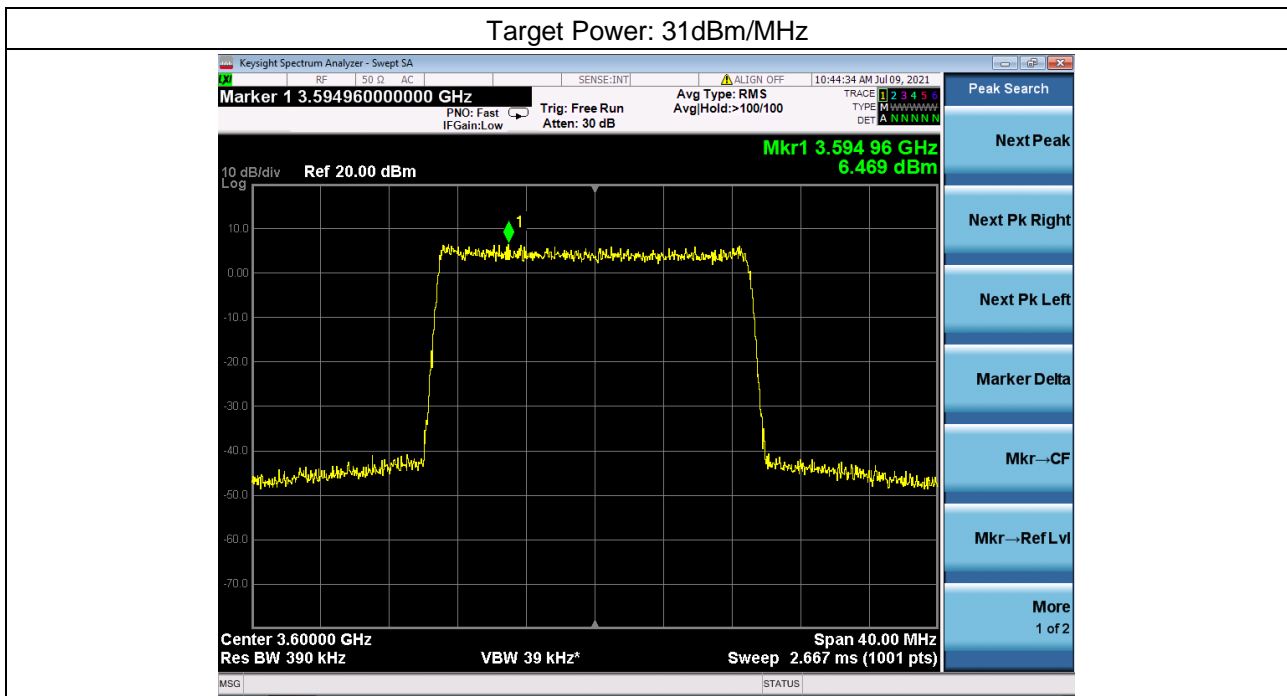 Target Power: 31dBm/MHz
Keysight Spectrum Analyzer - Swept SA
LXI RF 50 Ω AC SENSE:INT ALIGN OFF 10:44:34 AM Jul 09, 2021
Marker 1 3.594960000000 GHz
PNO: Fast
IFGain:Low
Trig: Free Run
Atten: 30 dB
Avg Type: RMS
Avg|Hold:>100/100
TRACE 1 2 3 4 5 6
TYPE M WWWWW
DET A N N N N N
Mkr1 3.594 96 GHz
6.469 dBm
10 dB/div
Log
Ref 20.00 dBm
1
10.0
0.00
-10.0
-20.0
-30.0
-40.0
-50.0
-60.0
-70.0
Center 3.60000 GHz
Span 40.00 MHz
Res BW 390 kHz
VBW 39 kHz*
Sweep 2.667 ms (1001 pts)
MSG
STATUS
Peak Search
Next Peak
Next Pk Right
Next Pk Left
Marker Delta
Mkr→CF
Mkr→Ref Lvl
More
1 of 2